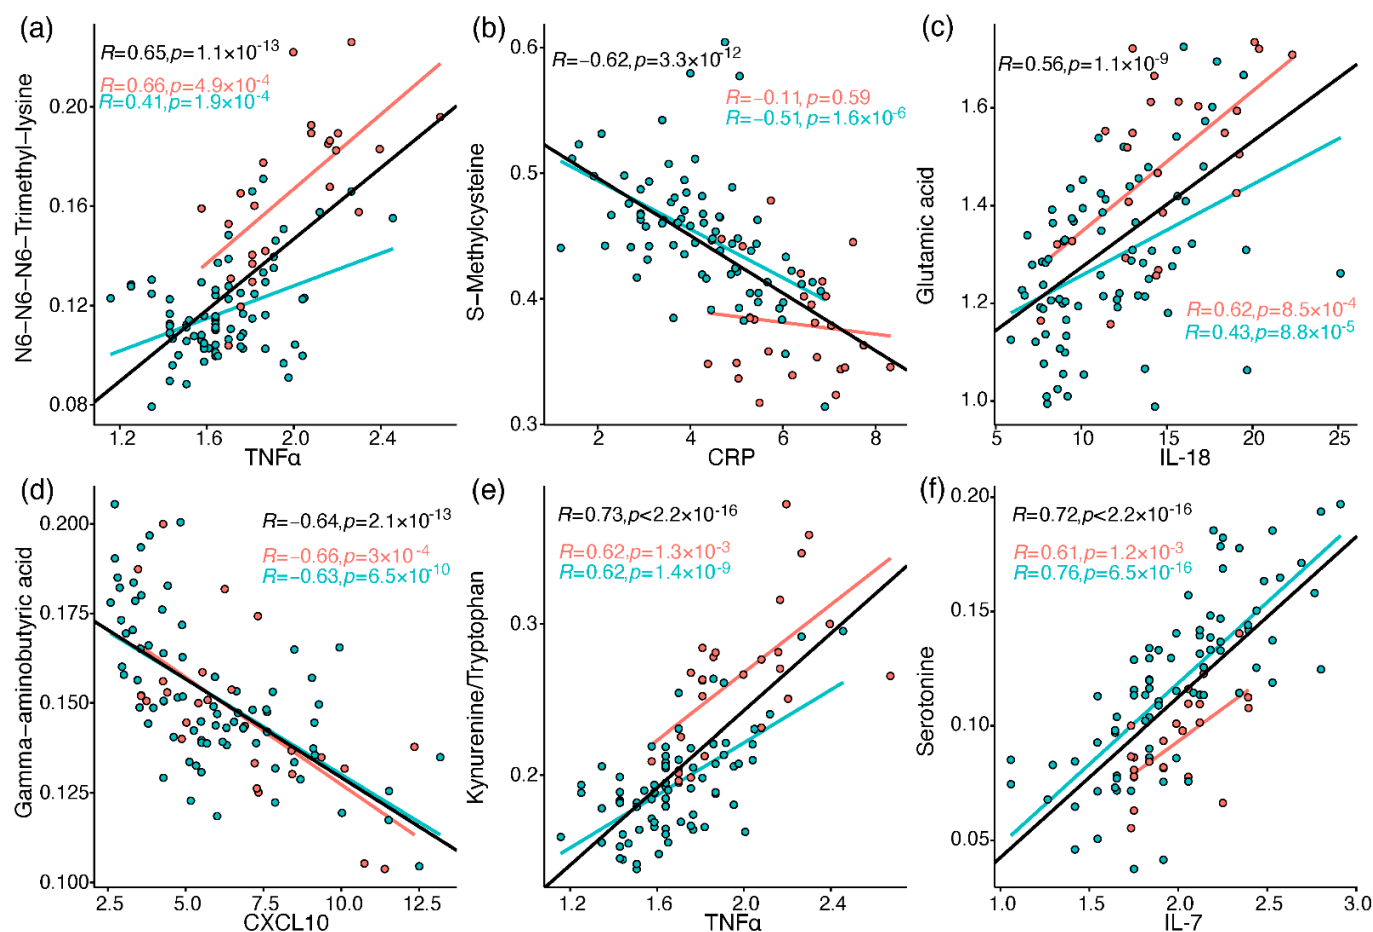 (a)
R=0.65,p=1.1×10⁻¹³
R=0.66,p=4.9×10⁻⁴
R=0.41,p=1.9×10⁻⁴
N6−N6−N6−Trimethyl−lysine
0.20
0.16
0.12
0.08
1.2 1.6 2.0 2.4
TNFα
(b)
R=−0.62,p=3.3×10⁻¹²
R=−0.11,p=0.59
R=−0.51,p=1.6×10⁻⁶
S−Methylcysteine
0.6
0.5
0.4
0.3
2 4 6 8
CRP
(c)
R=0.56,p=1.1×10⁻⁹
R=0.62,p=8.5×10⁻⁴
R=0.43,p=8.8×10⁻⁵
Glutamic acid
1.6
1.4
1.2
1.0
5 10 15 20 25
IL-18
(d)
R=−0.64,p=2.1×10⁻¹³
R=−0.66,p=3×10⁻⁴
R=−0.63,p=6.5×10⁻¹⁰
Gamma−aminobutyric acid
0.200
0.175
0.150
0.125
0.100
2.5 5.0 7.5 10.0 12.5
CXCL10
(e)
R=0.73,p<2.2×10⁻¹⁶
R=0.62,p=1.3×10⁻³
R=0.62,p=1.4×10⁻⁹
Kynurenine/Tryptophan
0.3
0.2
1.2 1.6 2.0 2.4
TNFα
(f)
R=0.72,p<2.2×10⁻¹⁶
R=0.61,p=1.2×10⁻³
R=0.76,p=6.5×10⁻¹⁶
Serotonine
0.20
0.15
0.10
0.05
1.0 1.5 2.0 2.5 3.0
IL-7